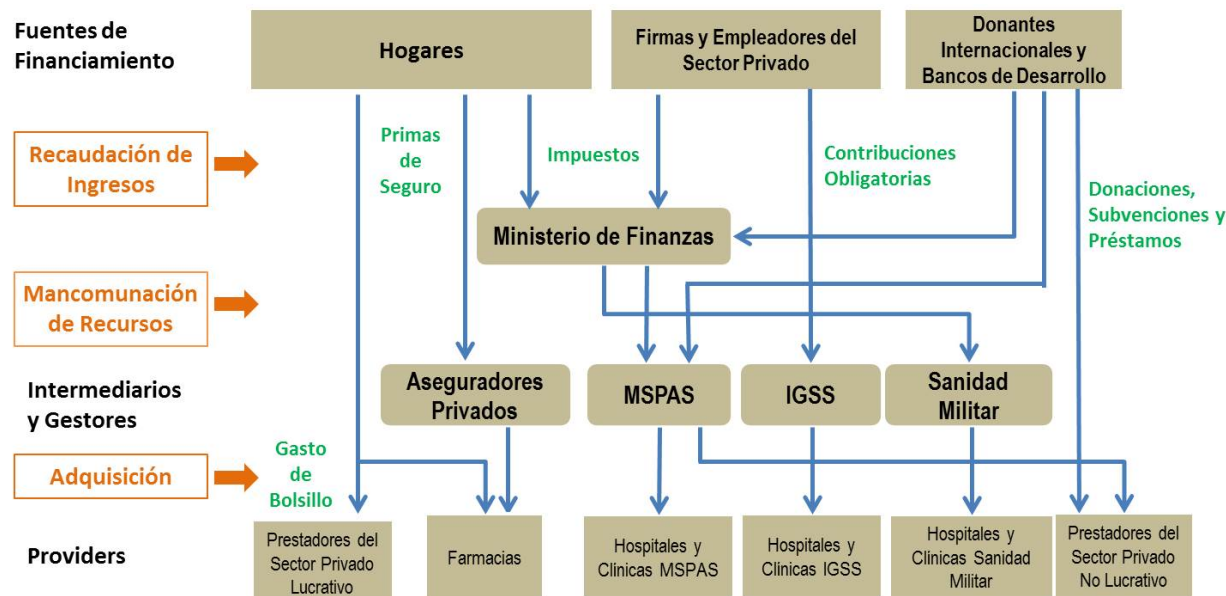 Fuentes de
Financiamiento
Hogares
Firmas y Empleadores del
Sector Privado
Donantes
Internacionales y
Bancos de Desarrollo
Recaudación de
Ingresos
Primas
de
Seguro
Impuestos
Contribuciones
Obligatorias
Donaciones,
Subvenciones y
Préstamos
Ministerio de Finanzas
Mancomunación
de Recursos
Intermediarios
y Gestores
Aseguradores
Privados
MSPAS
IGSS
Sanidad
Militar
Adquisición
Gasto
de
Bolsillo
Providers
Prestadores del
Sector Privado
Lucrativo
Farmacias
Hospitales y
Clinicas MSPAS
Hospitales y
Clinicas IGSS
Hospitales y
Clinicas Sanidad
Militar
Prestadores del
Sector Privado
No Lucrativo